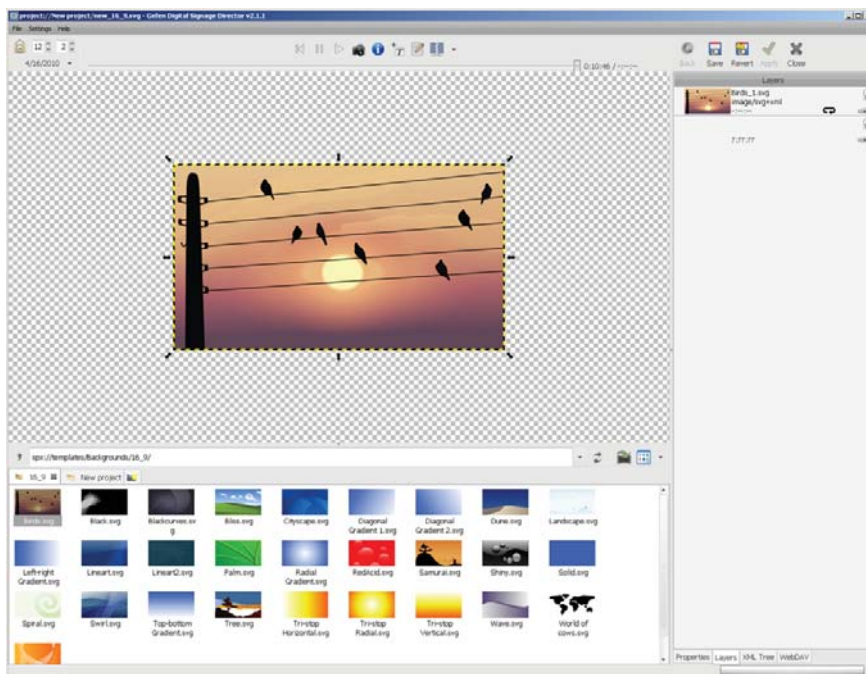 project://New project/new_16_9.svg - Gefen Digital Signage Director v2.1.1
File Settings Help
12 2
4/16/2010
0:10:46 / --:--:--
Back Save Revert Apply Close
Layers
Birds_1.svg
image/svg+xml
--:--:--
??:??:??
spx://templates/Backgrounds/16_9/
16_9 New project
Birds.svg Black.svg Blackcurves.svg Bliss.svg Cityscape.svg Diagonal Gradient 1.svg Diagonal Gradient 2.svg Dune.svg Landscape.svg
Left-right Gradient.svg Lineart.svg Lineart2.svg Palm.svg Radial Gradient.svg RedAcid.svg Samurai.svg Shiny.svg Solid.svg
Spiral.svg Swirl.svg Top-bottom Gradient.svg Tree.svg Tri-stop Horizontal.svg Tri-stop Radial.svg Tri-stop Vertical.svg Wave.svg World of cows.svg
Properties Layers XML Tree WebDAV